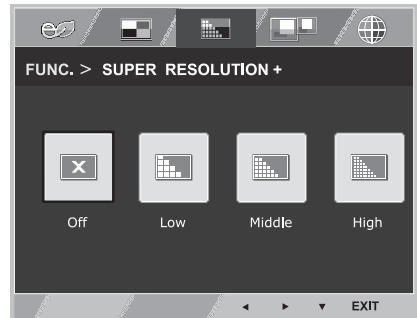 FUNC. > SUPER RESOLUTION +
Off Low Middle High
EXIT